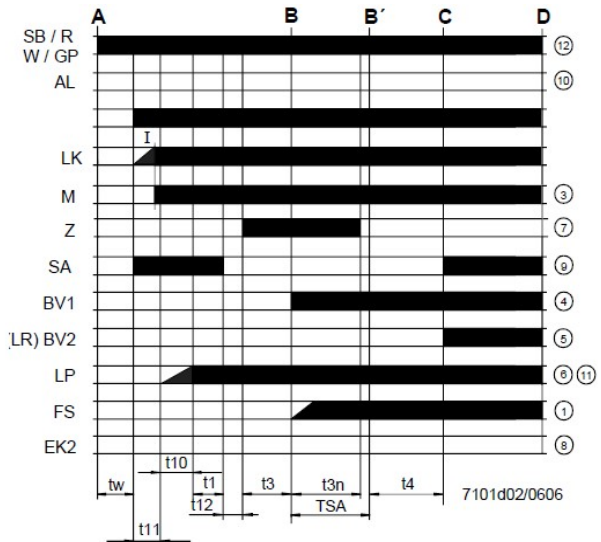 A B B´ C D
SB / R
W / GP 12
AL 10
I
LK
M 3
Z 7
SA 9
BV1 4
(LR) BV2 5
LP 6 11
FS 1
EK2 8
t10
tw t1 t3 t3n t4
7101d02/0606
t12 TSA
t11